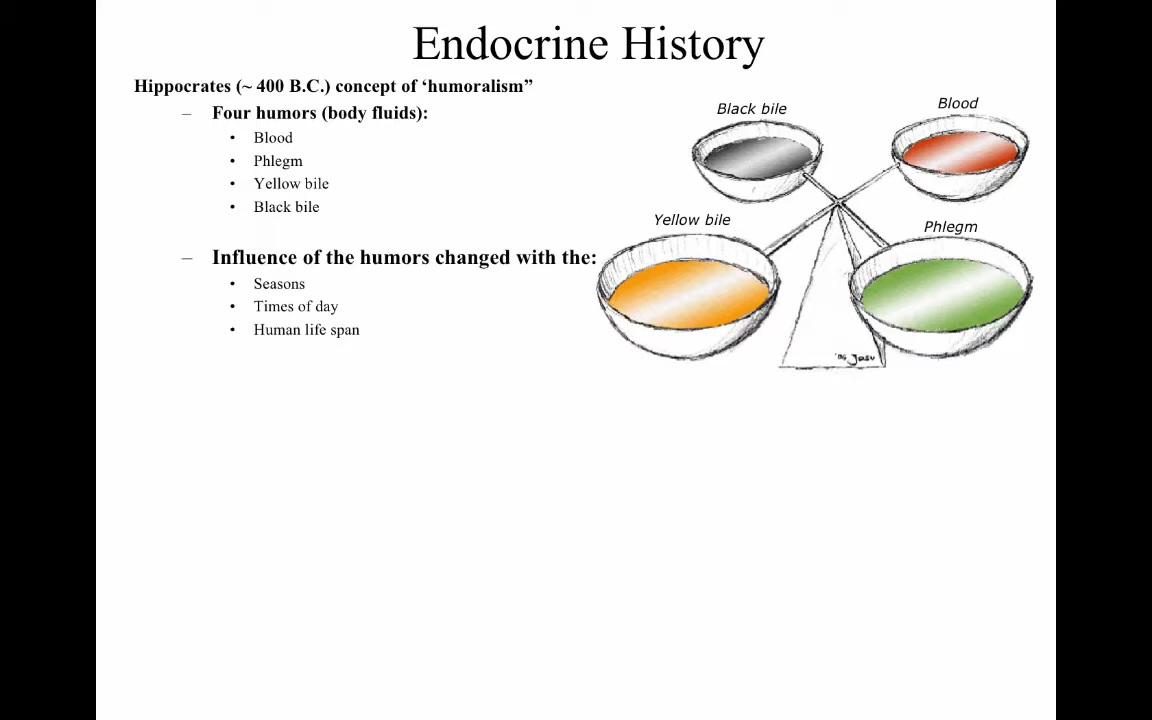 Endocrine History
Hippocrates (~ 400 B.C.) concept of ‘humoralism”
– Four humors (body fluids):
• Blood
• Phlegm
• Yellow bile
• Black bile
– Influence of the humors changed with the:
• Seasons
• Times of day
• Human life span
Black bile
Blood
Yellow bile
Phlegm